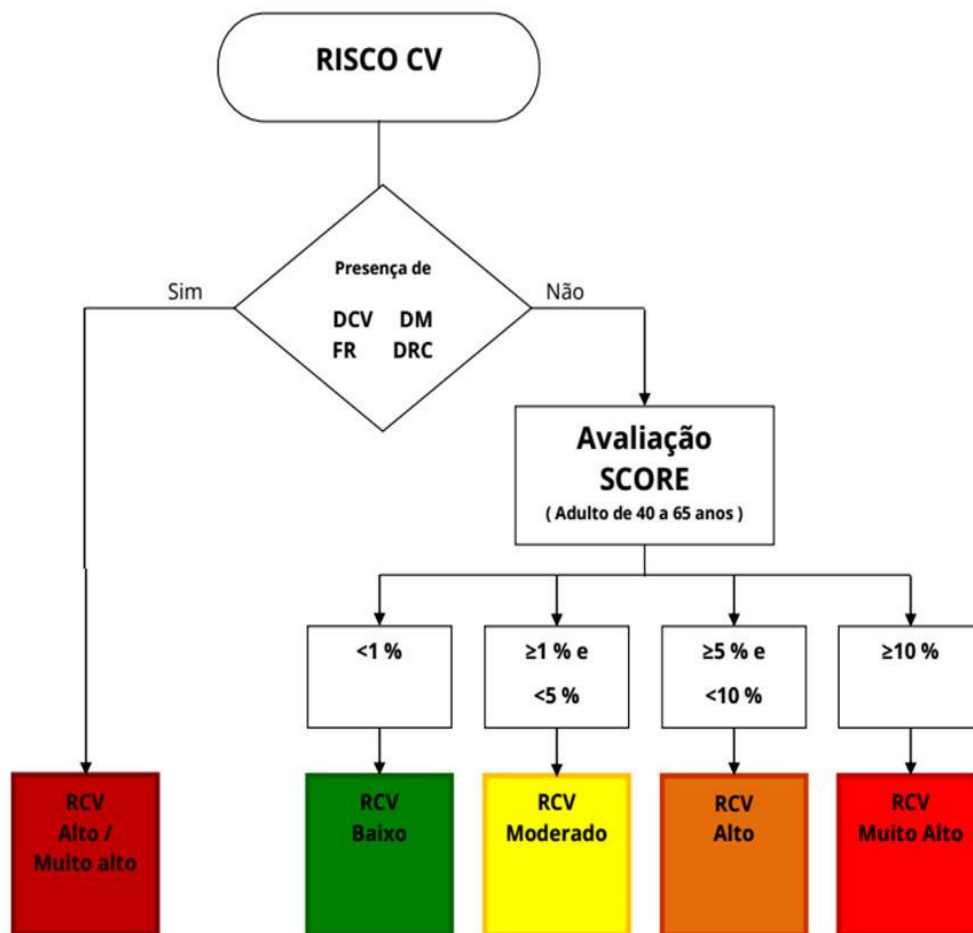 RISCO CV
Presença de
Sim
Não
DCV DM
FR DRC
Avaliação
SCORE
( Adulto de 40 a 65 anos )
<1 %
≥1 % e
<5 %
≥5 % e
<10 %
≥10 %
RCV
Alto /
Muito alto
RCV
Baixo
RCV
Moderado
RCV
Alto
RCV
Muito Alto